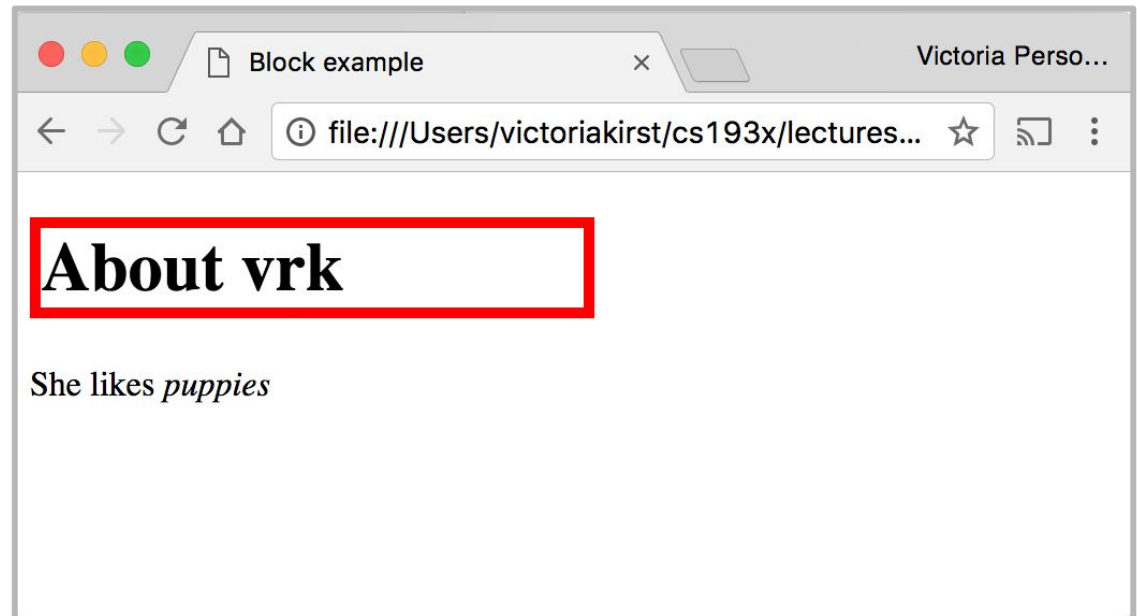 Block example
Victoria Perso...
file:///Users/victoriakirst/cs193x/lectures...
About vrk
She likes puppies